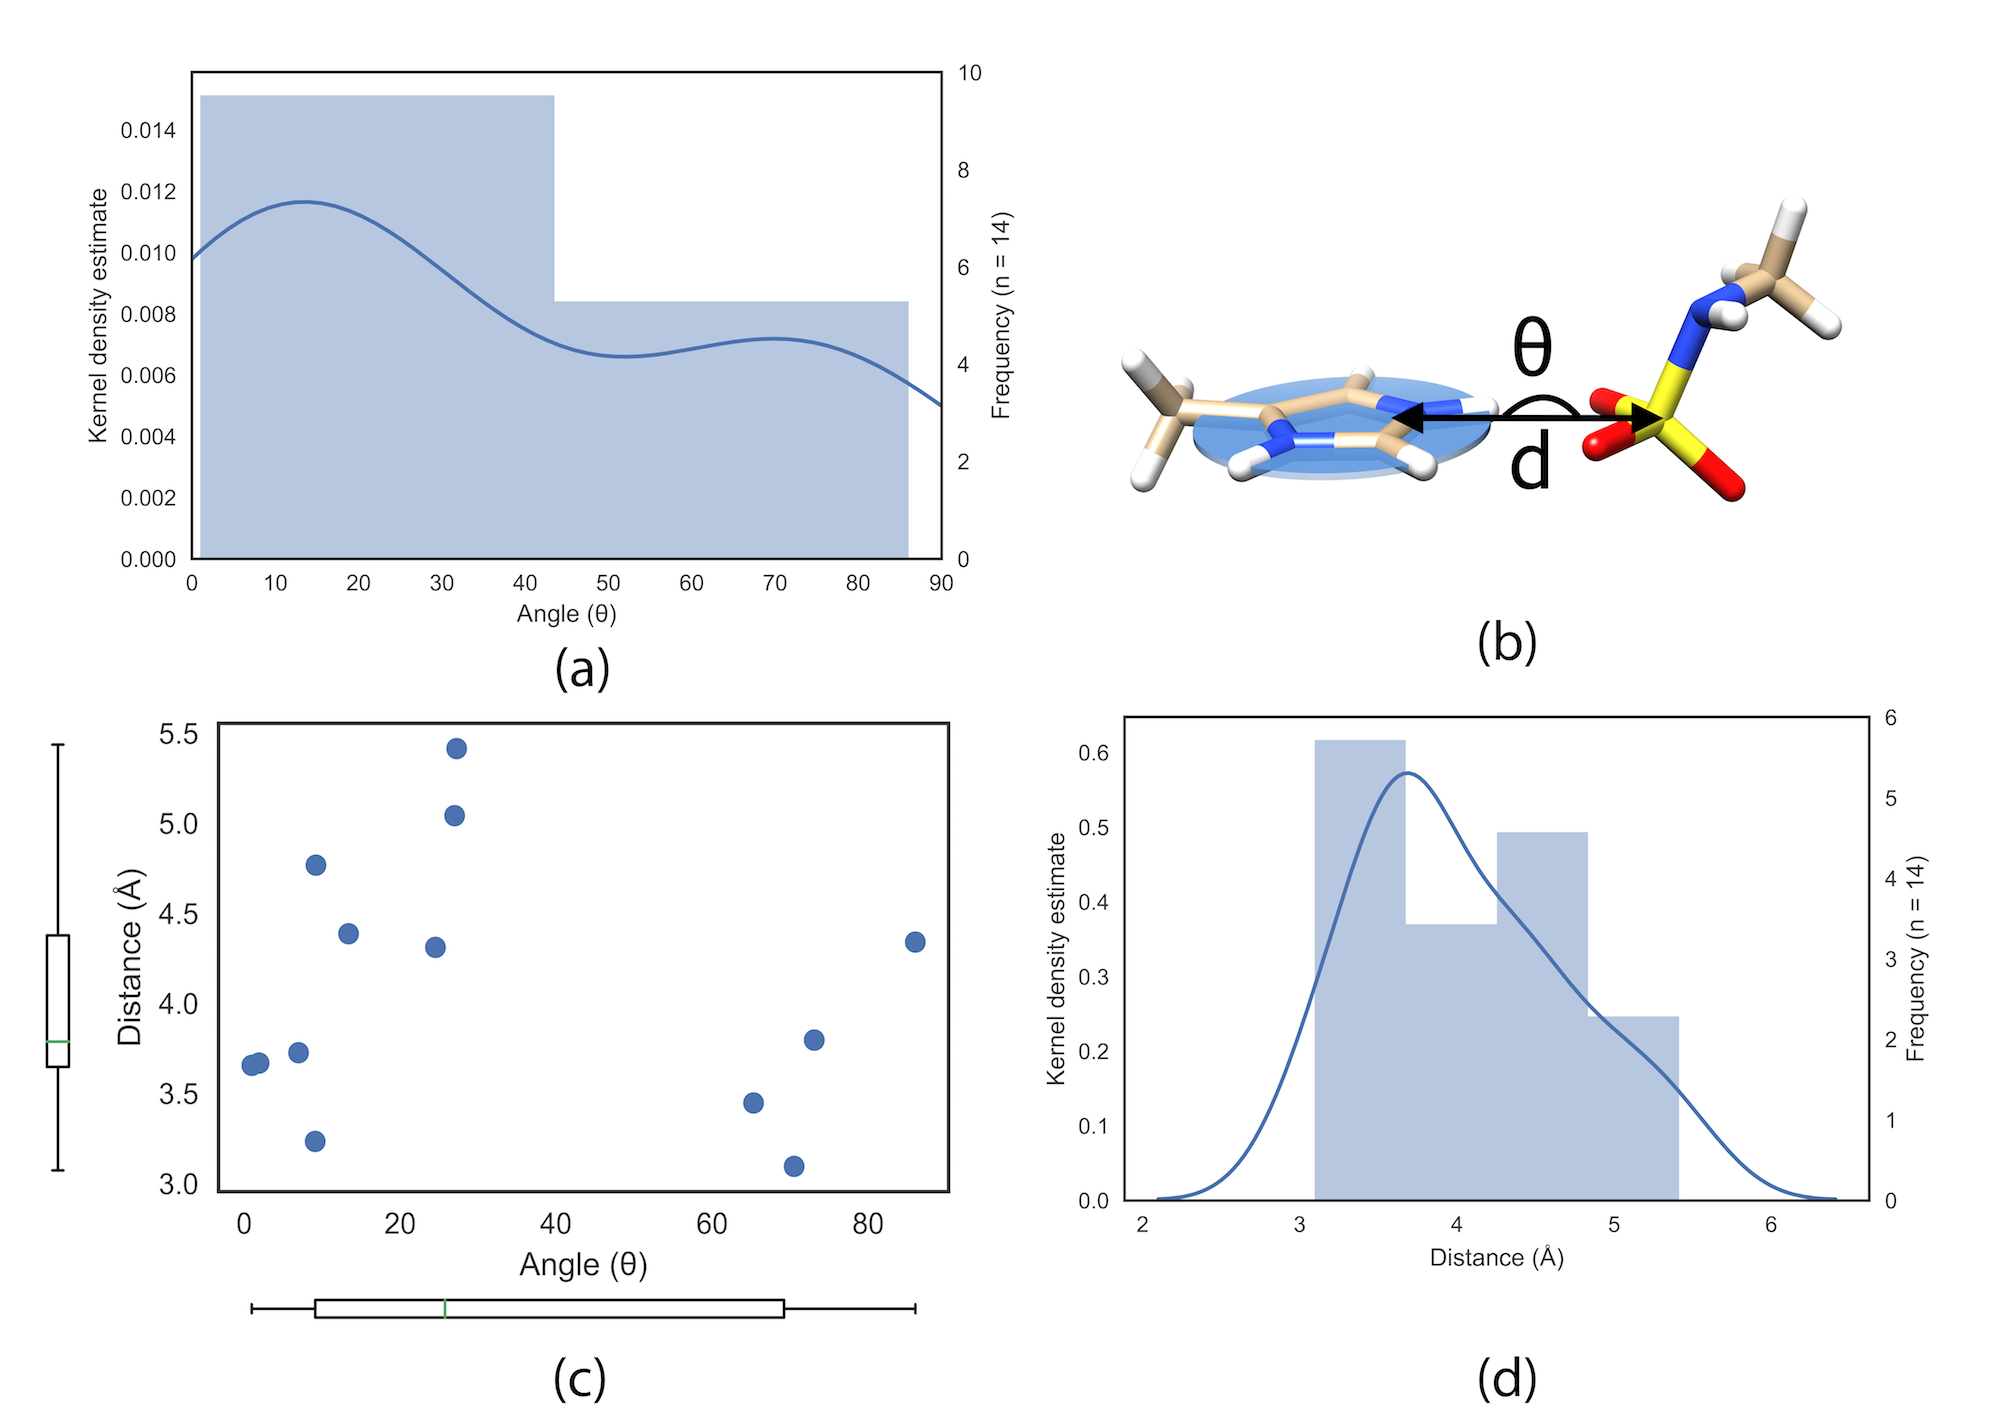 10
0.014
8
0.012
0.010
6
0.008
0.006
4
0.004
2
0.002
0.000
0
Kernel density estimate
Frequency (n = 14)
0 10 20 30 40 50 60 70 80 90
Angle (θ)
(a)
θ
d
(b)
5.5
5.0
4.5
4.0
3.5
3.0
Distance (Å)
0 20 40 60 80
Angle (θ)
(c)
6
0.6
5
0.5
0.4
4
0.3
3
0.2
2
0.1
1
0.0
0
Kernel density estimate
Frequency (n = 14)
2 3 4 5 6
Distance (Å)
(d)